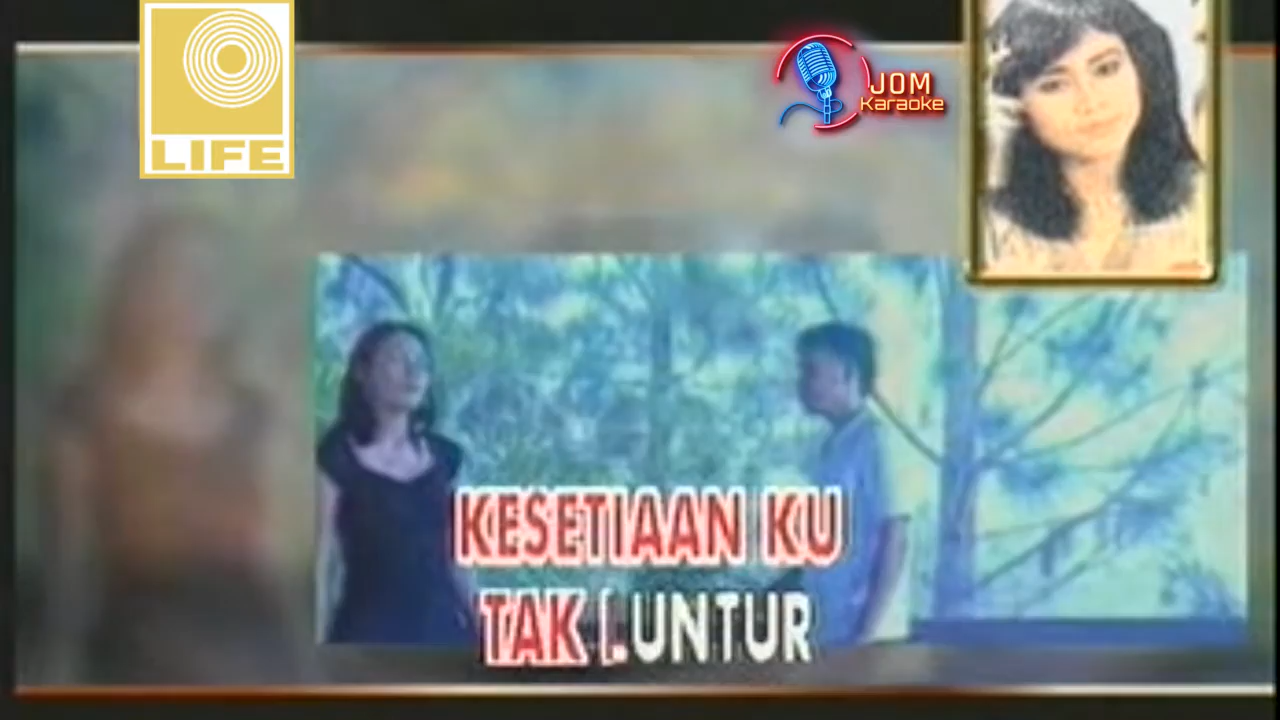 LIFE
JOM
Karaoke
KESETIAAN KU
TAK LUNTUR